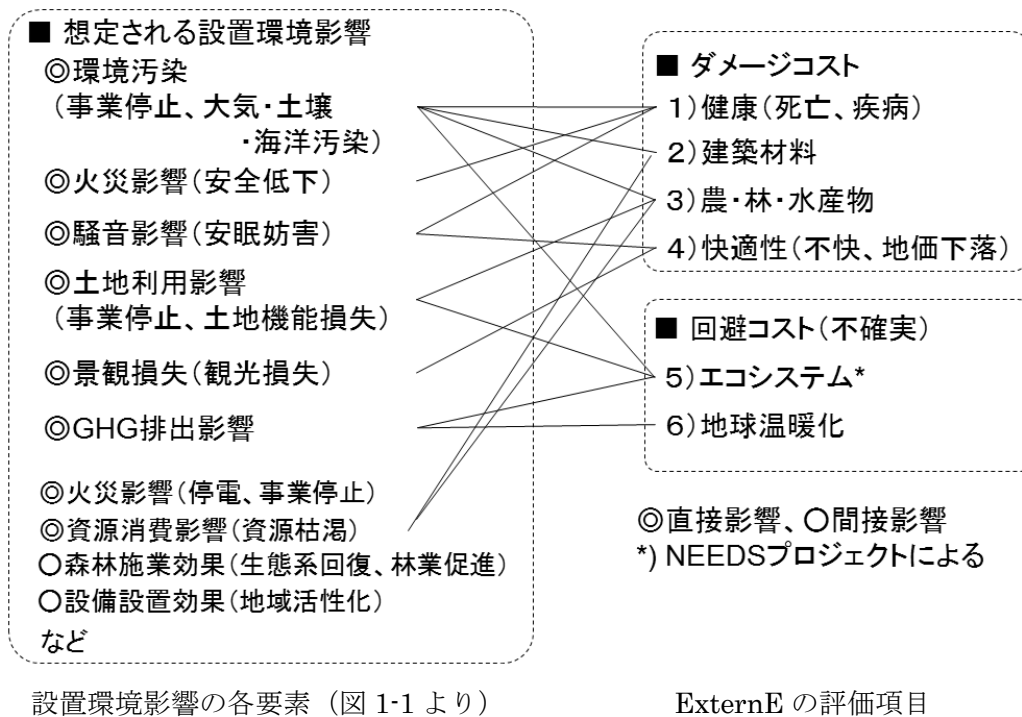 ■ 想定される設置環境影響
◎環境汚染
(事業停止、大気・土壌
・海洋汚染)
◎火災影響(安全低下)
◎騒音影響(安眠妨害)
◎土地利用影響
(事業停止、土地機能損失)
◎景観損失(観光損失)
◎GHG排出影響
◎火災影響(停電、事業停止)
◎資源消費影響(資源枯渇)
○森林施業効果(生態系回復、林業促進)
○設備設置効果(地域活性化)
など
■ ダメージコスト
1)健康(死亡、疾病)
2)建築材料
3)農・林・水産物
4)快適性(不快、地価下落)
■ 回避コスト(不確実)
5)エコシステム*
6)地球温暖化
◎直接影響、○間接影響
*) NEEDSプロジェクトによる
設置環境影響の各要素(図 1-1 より)
ExternE の評価項目